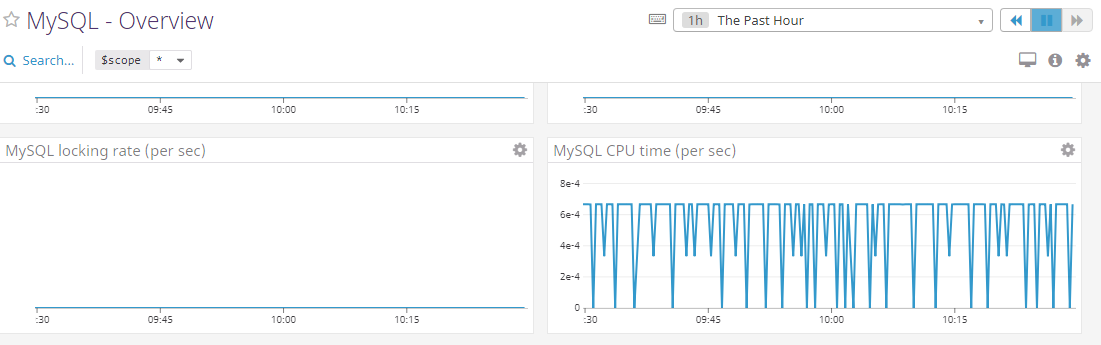 MySQL - Overview
1h The Past Hour
Search...
$scope *
:30 09:45 10:00 10:15
:30 09:45 10:00 10:15
MySQL locking rate (per sec)
:30 09:45 10:00 10:15
MySQL CPU time (per sec)
8e-4
6e-4
4e-4
2e-4
0
:30 09:45 10:00 10:15